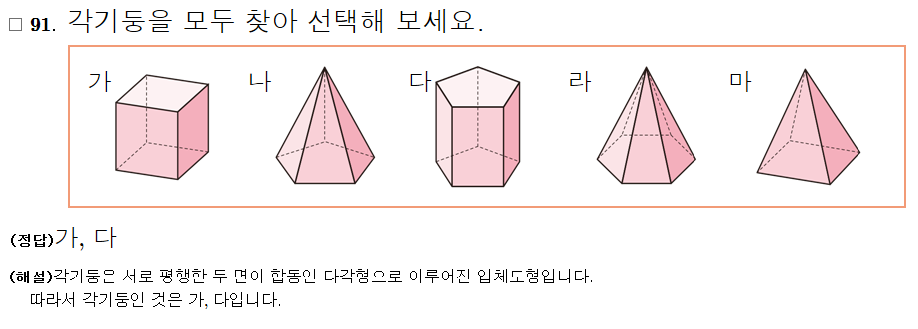 □ 91. 각기둥을 모두 찾아 선택해 보세요.
가 나 다 라 마
(정답)가, 다
(해설)각기둥은 서로 평행한 두 면이 합동인 다각형으로 이루어진 입체도형입니다.
따라서 각기둥인 것은 가, 다입니다.